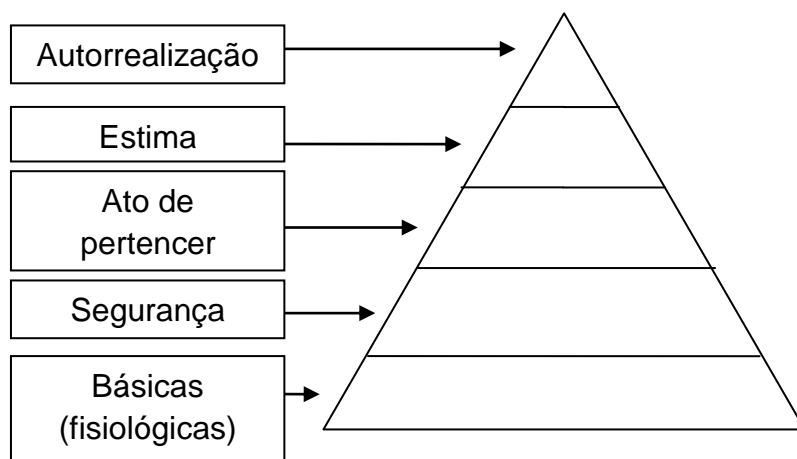 Autorrealização
Estima
Ato de
pertencer
Segurança
Básicas
(fisiológicas)